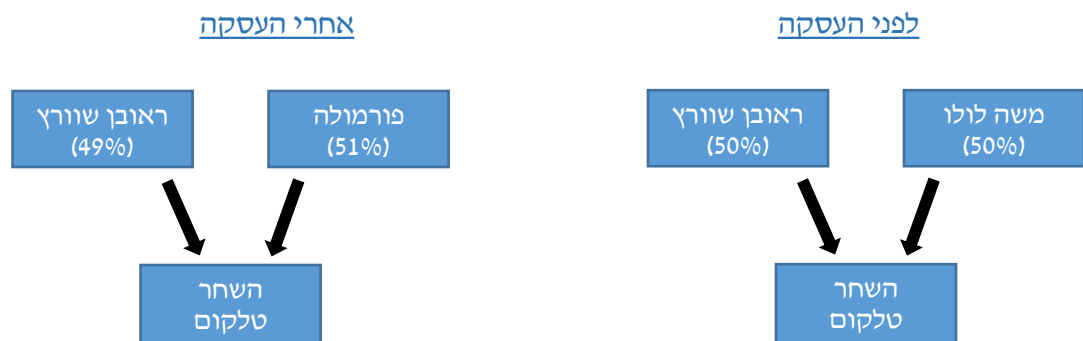 לפני העסקה
משה לולו
(50%)
ראובן שוורץ
(50%)
השחר
טלקום
אחרי העסקה
פורמולה
(51%)
ראובן שוורץ
(49%)
השחר
טלקום